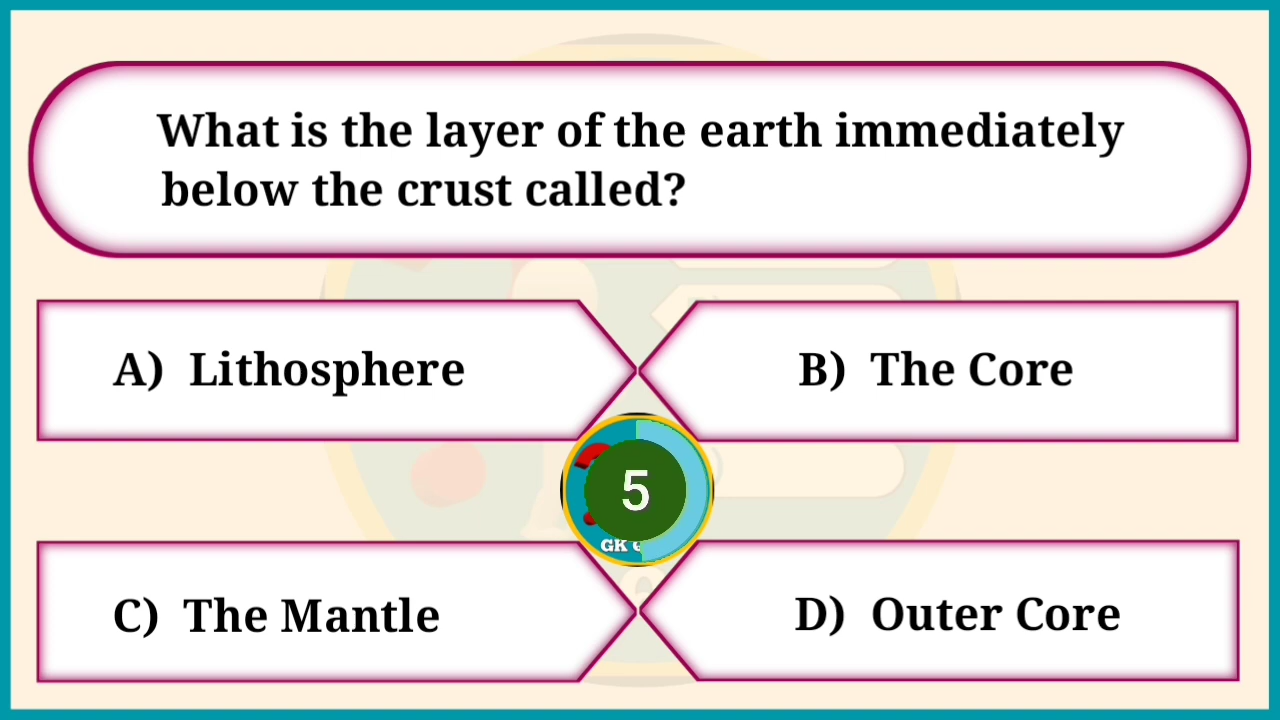 What is the layer of the earth immediately
below the crust called?
A) Lithosphere
B) The Core
5
GK
C) The Mantle
D) Outer Core